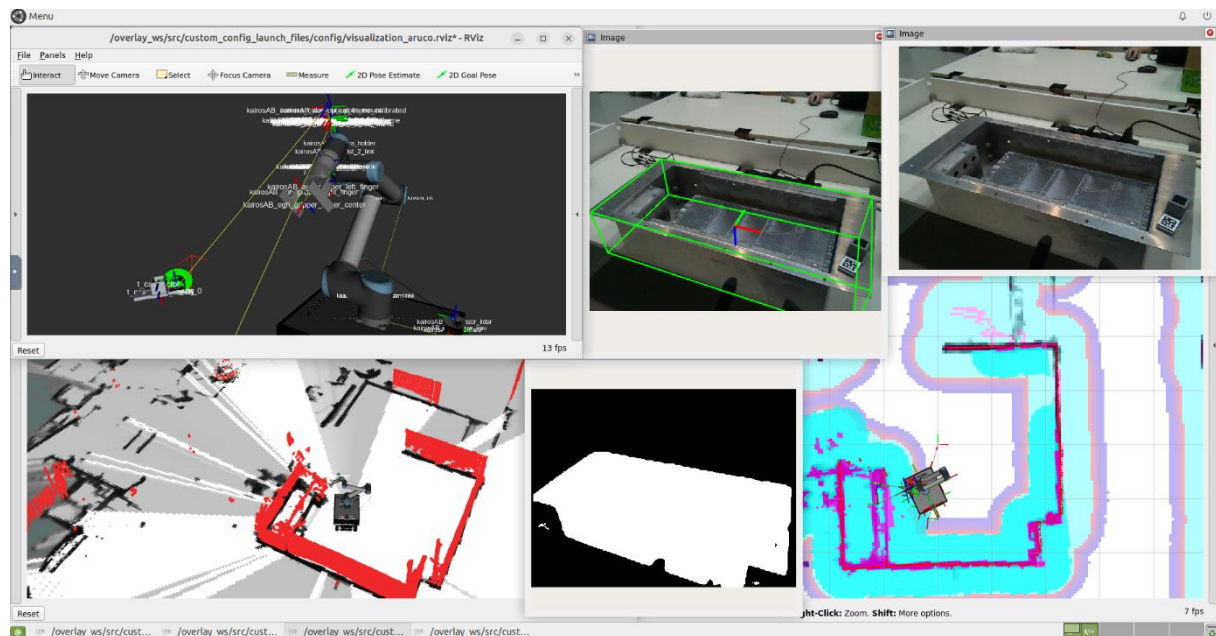 Menu
/overlay_ws/src/custom_config_launch_files/config/visualization_aruco.rviz* - RViz
File Panels Help
Interact Move Camera Select Focus Camera Measure 2D Pose Estimate 2D Goal Pose »
Image
Image
kairosAB_egh_gripper_finger_center
Reset
13 fps
Reset
ght-Click: Zoom. Shift: More options.
7 fps
/overlay_ws/src/cust... /overlay_ws/src/cust... /overlay_ws/src/cust... /overlay_ws/src/cust...